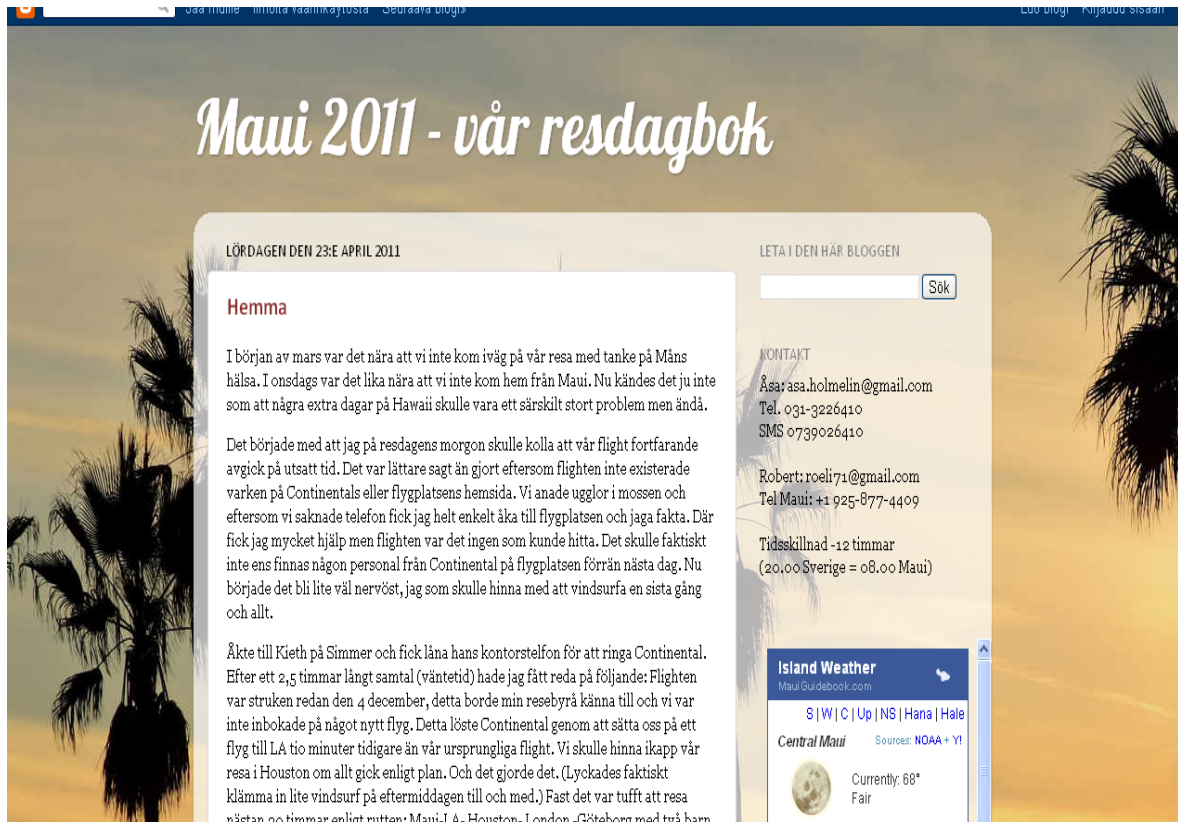 Jaa muille Ilmoita väärinkäytöstä Seuraava blogi»
Luo blogi Kirjaudu sisään
Maui 2011 - vår resdagbok
LÖRDAGEN DEN 23:E APRIL 2011
Hemma
I början av mars var det nära att vi inte kom iväg på vår resa med tanke på Måns
hälsa. I onsdags var det lika nära att vi inte kom hem från Maui. Nu kändes det ju inte
som att några extra dagar på Hawaii skulle vara ett särskilt stort problem men ändå.
Det började med att jag på resdagens morgon skulle kolla att vår flight fortfarande
avgick på utsatt tid. Det var lättare sagt än gjort eftersom flighten inte existerade
varken på Continentals eller flygplatsens hemsida. Vi anade ugglor i mossen och
eftersom vi saknade telefon fick jag helt enkelt åka till flygplatsen och jaga fakta. Där
fick jag mycket hjälp men flighten var det ingen som kunde hitta. Det skulle faktiskt
inte ens finnas någon personal från Continental på flygplatsen förrän nästa dag. Nu
började det bli lite väl nervöst, jag som skulle hinna med att vindsurfa en sista gång
och allt.
Åkte till Kieth på Simmer och fick låna hans kontorstelfon för att ringa Continental.
Efter ett 2,5 timmar långt samtal (väntetid) hade jag fått reda på följande: Flighten
var struken redan den 4 december, detta borde min resebyrå känna till och vi var
inte inbokade på något nytt flyg. Detta löste Continental genom att sätta oss på ett
flyg till LA tio minuter tidigare än vår ursprungliga flight. Vi skulle hinna ikapp vår
resa i Houston om allt gick enligt plan. Och det gjorde det. (Lyckades faktiskt
klämma in lite vindsurf på eftermiddagen till och med.) Fast det var tufft att resa
nästan 30 timmar enligt rutten: Maui-LA- Houston- London -Göteborg med två barn
LETA I DEN HÄR BLOGGEN
Sök
KONTAKT
Åsa: asa.holmelin@gmail.com
Tel. 031-3226410
SMS 0739026410
Robert: roeli71@gmail.com
Tel Maui: +1 925-877-4409
Tidsskillnad -12 timmar
(20.00 Sverige = 08.00 Maui)
Island Weather
MauiGuidebook.com
S | W | C | Up | NS | Hana | Hale
Central Maui Sources: NOAA + Y!
Currently: 68°
Fair